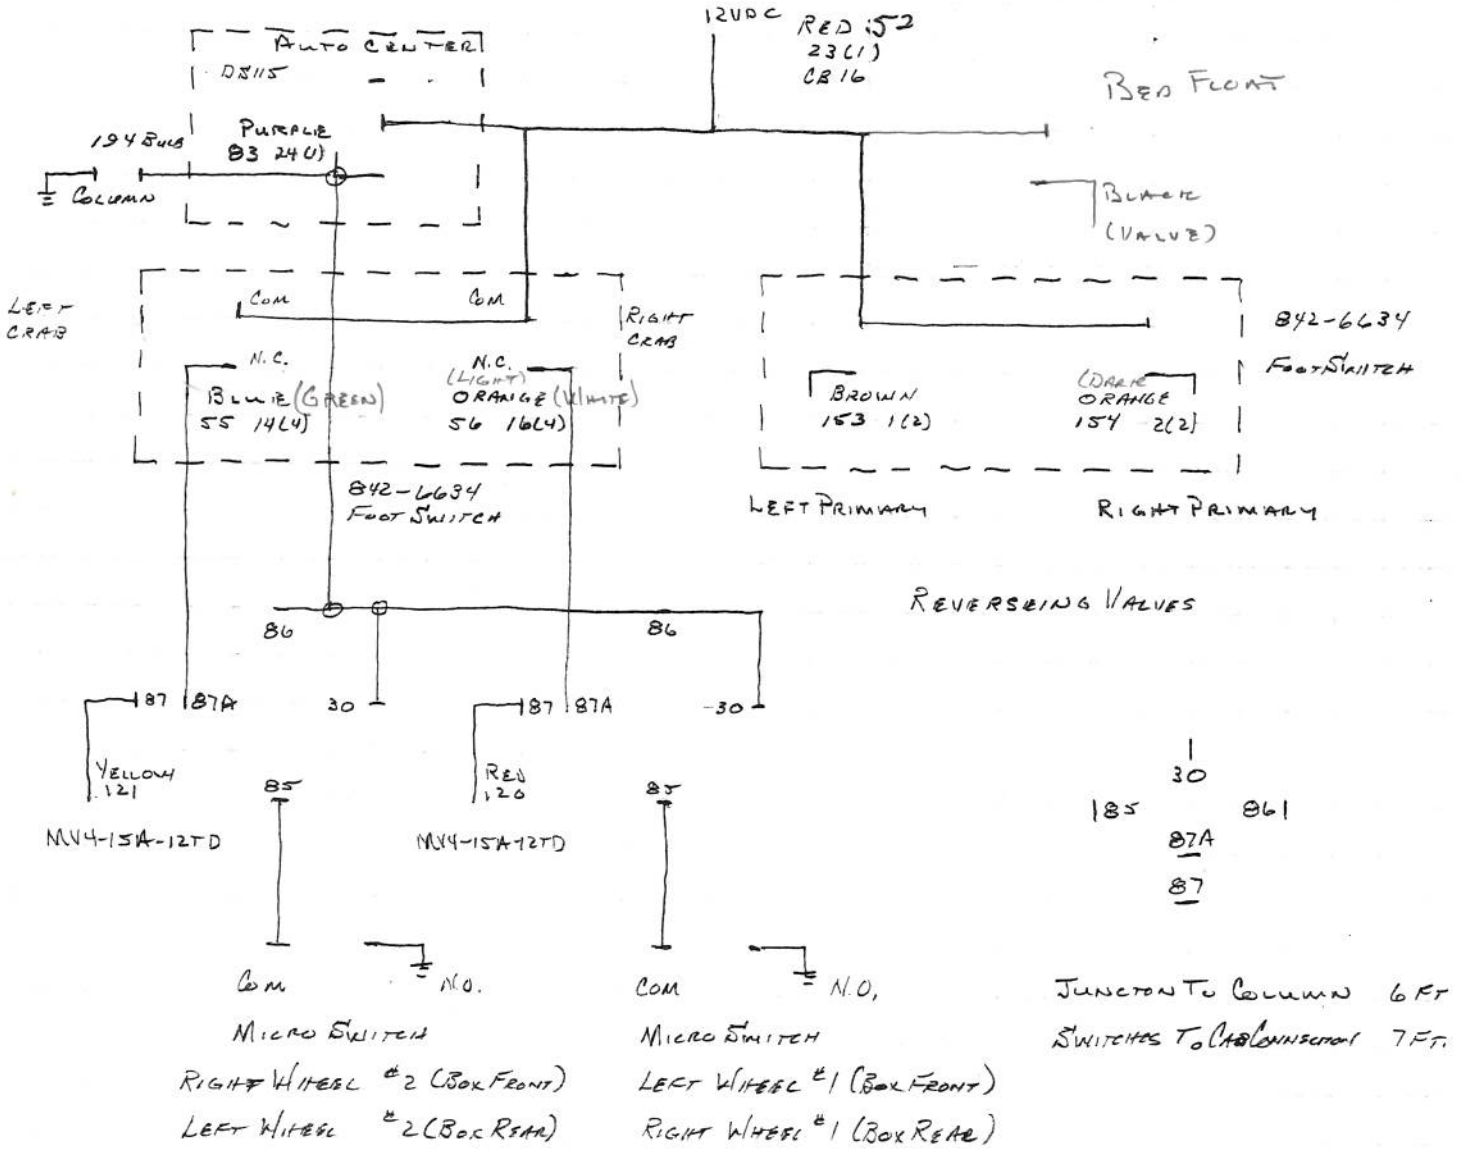 12VDC
RED 52
23(1)
CB 16
AUTO CENTER
DS115
BED FLOAT
194 BULB
PURPLE
83 24(1)
COLUMN
BLACK
(VALVE)
LEFT
CRAB
COM
COM
RIGHT
CRAB
842-6634
FOOT SWITCH
N.C.
BLUE (GREEN)
55 14(4)
N.C.
(LIGHT)
ORANGE (WHITE)
56 16(4)
BROWN
153 1(2)
(DARK
ORANGE
154 2(2)
842-6634
FOOT SWITCH
LEFT PRIMARY
RIGHT PRIMARY
REVERSEING VALVES
86
86
87 87A
30
87 87A
30
YELLOW
121
85
RED
120
85
MV4-15A-12TD
MV4-15A-12TD
30
85 86
87A
87
COM
N.O.
COM
N.O.
MICRO SWITCH
RIGHT WHEEL #2 (BOX FRONT)
LEFT WHEEL #2 (BOX REAR)
MICRO SWITCH
LEFT WHEEL #1 (BOX FRONT)
RIGHT WHEEL #1 (BOX REAR)
JUNCTON TO COLUMN 6 FT
SWITCHES TO CAB CONNECTION 7 FT.